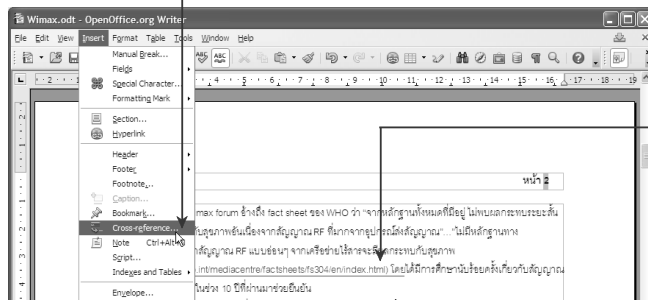 Wimax.odt - OpenOffice.org Writer
File Edit View Insert Format Table Tools Window Help
Manual Break...
Fields
Special Character...
Formatting Mark
Section...
Hyperlink
Header
Footer
Footnote...
Caption...
Bookmark...
Cross-reference...
Note Ctrl+Alt+N
Script...
Indexes and Tables
Envelope...
หน้า 2
max forum อ้างถึง fact sheet ของ WHO ว่า "จากหลักฐานทั้งหมดที่มีอยู่ ไม่พบผลกระทบระยะสั้น
กับสุขภาพอันเนื่องจากสัญญาณ RF ที่มาจากอุปกรณ์ส่งสัญญาณ"..."ไม่มีหลักฐานทาง
สัญญาณ RF แบบอ่อนๆ จากเครือข่ายไร้สารจะมีผลกระทบกับสุขภาพ
.int/mediacentre/factsheets/fs304/en/index.html) โดยได้มีการศึกษานับร้อยครั้งเกี่ยวกับสัญญาณ
ในช่วง 10 ปีที่ผ่านมาช่วยยืนยัน